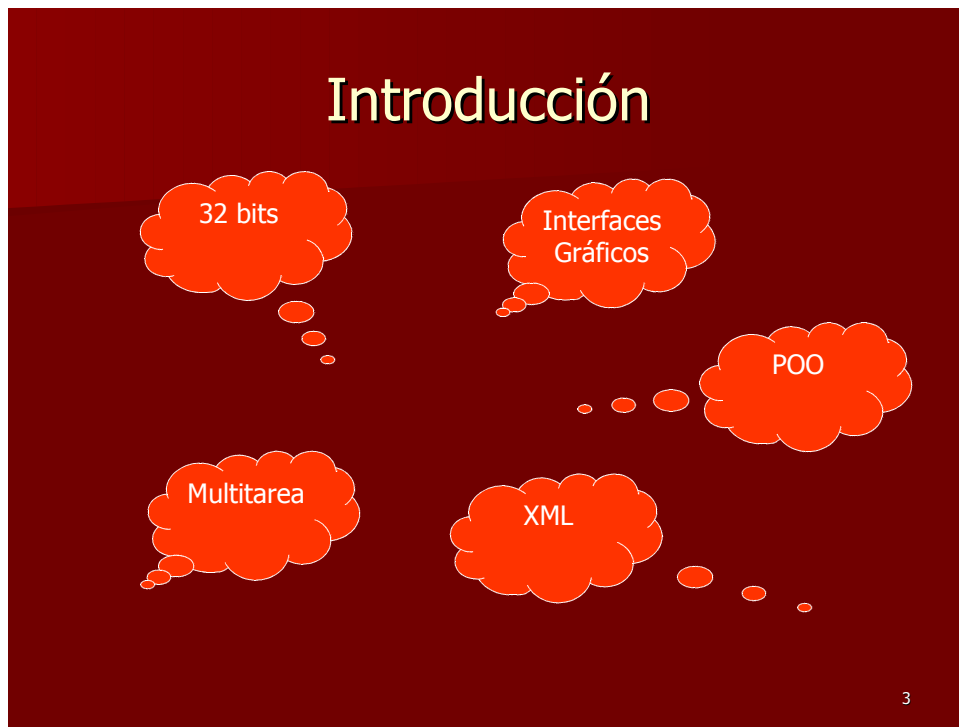 Introducción
32 bits
Interfaces
Gráficos
POO
Multitarea
XML
3